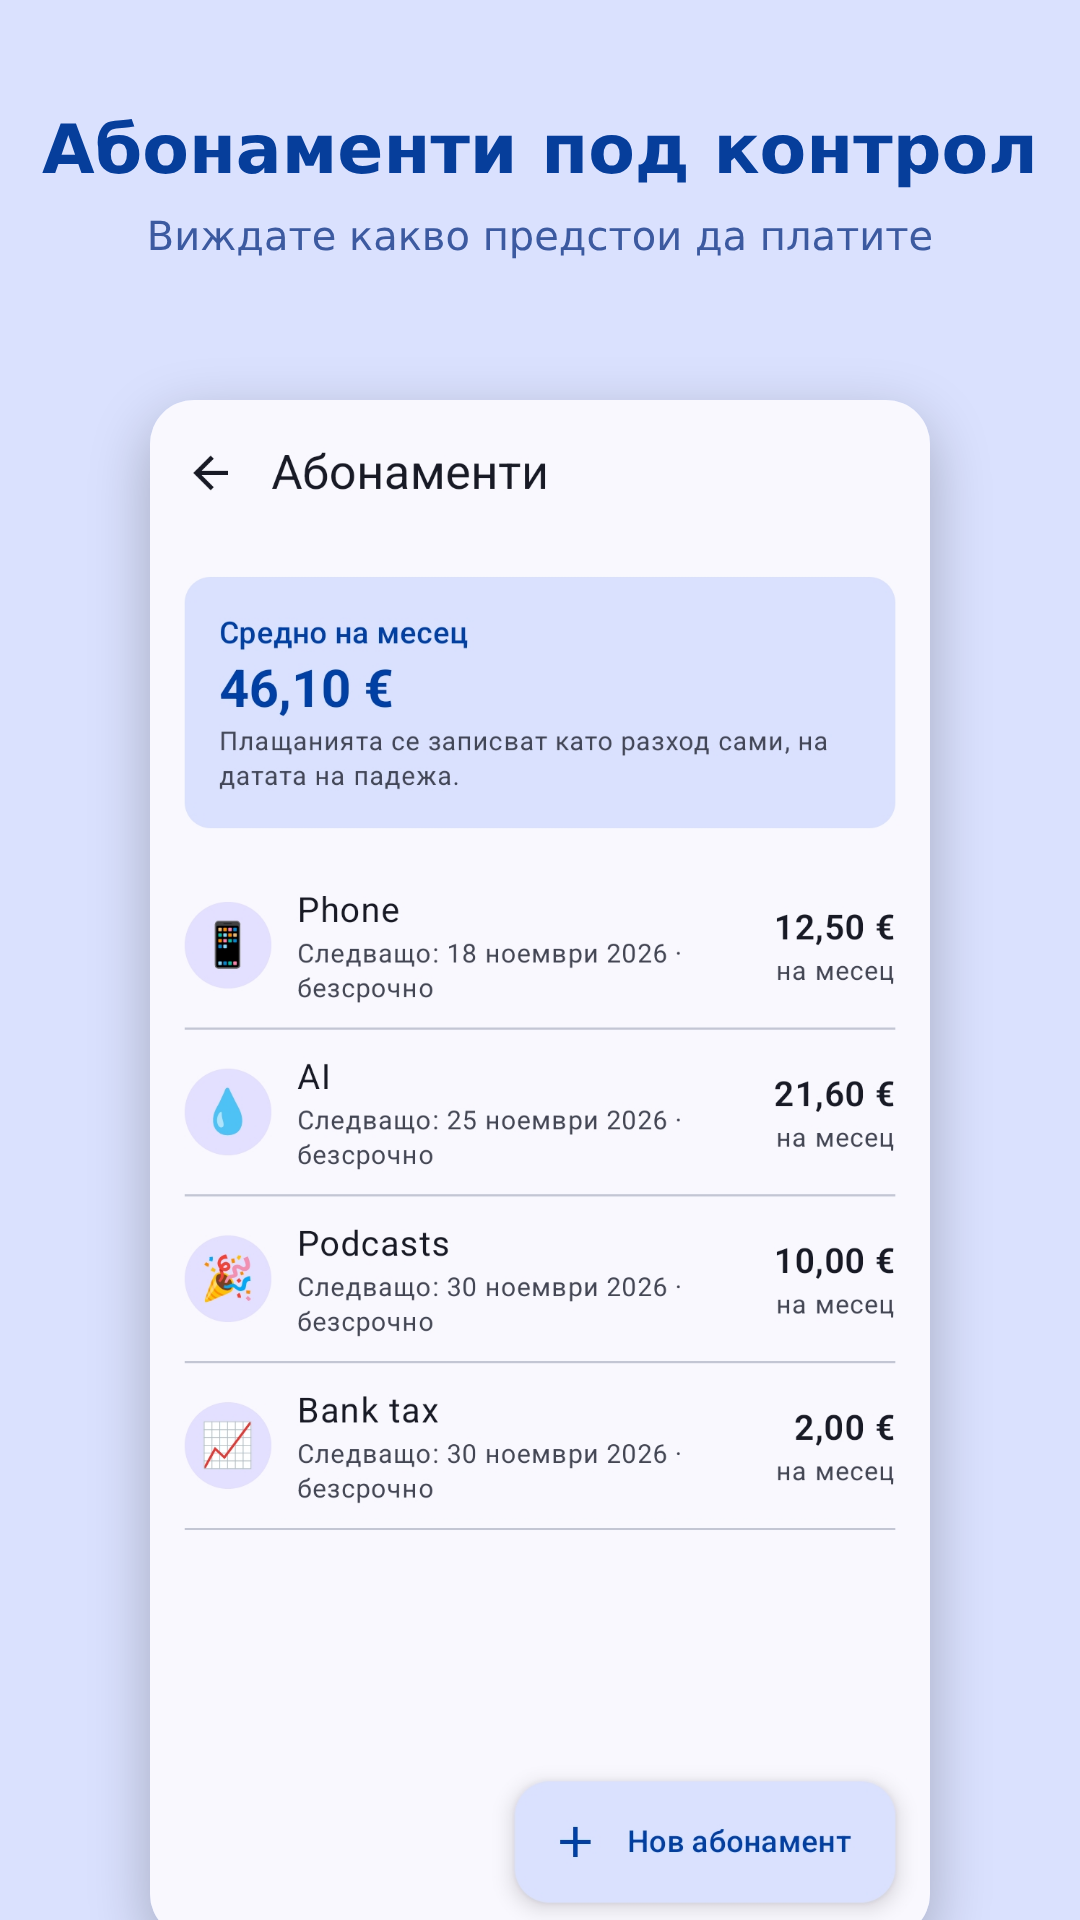 Абонаменти под контрол
Виждате какво предстои да платите
Абонаменти
Средно на месец
46,10 €
Плащанията се записват като разход сами, на
датата на падежа.
Phone
Следващо: 18 ноември 2026 ·
безсрочно
12,50 €
на месец
AI
Следващо: 25 ноември 2026 ·
безсрочно
21,60 €
на месец
Podcasts
Следващо: 30 ноември 2026 ·
безсрочно
10,00 €
на месец
Bank tax
Следващо: 30 ноември 2026 ·
безсрочно
2,00 €
на месец
Нов абонамент